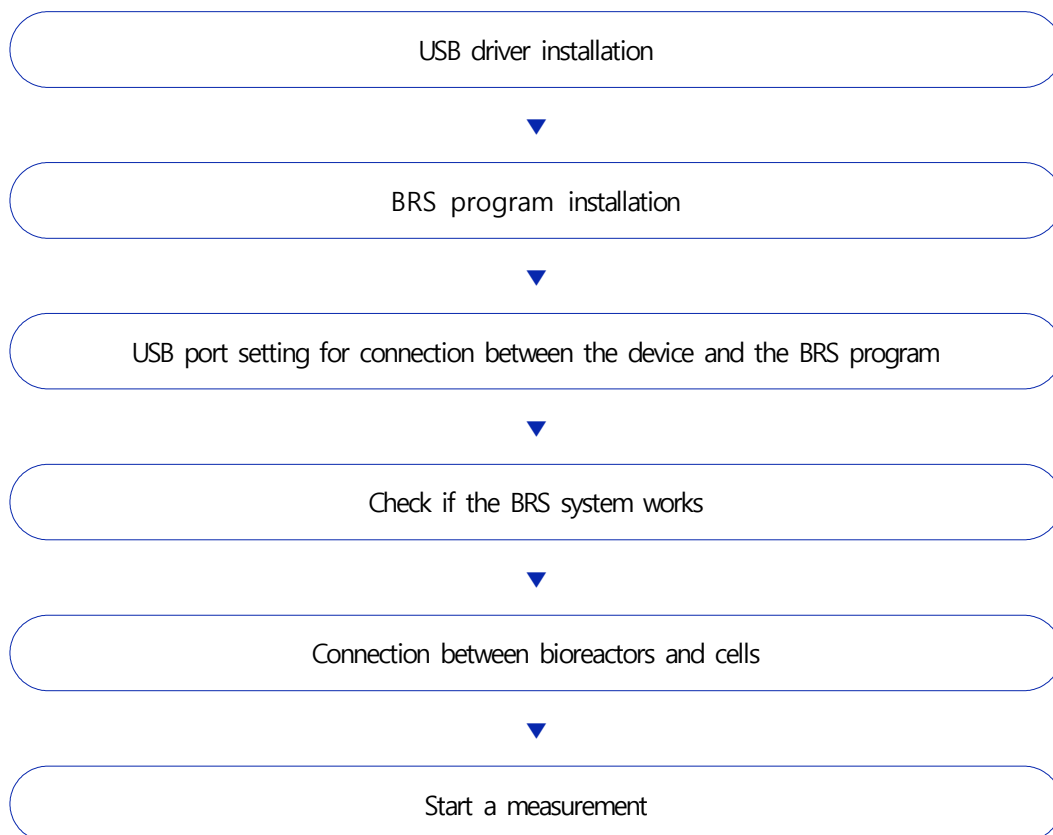 USB driver installation
BRS program installation
USB port setting for connection between the device and the BRS program
Check if the BRS system works
Connection between bioreactors and cells
Start a measurement